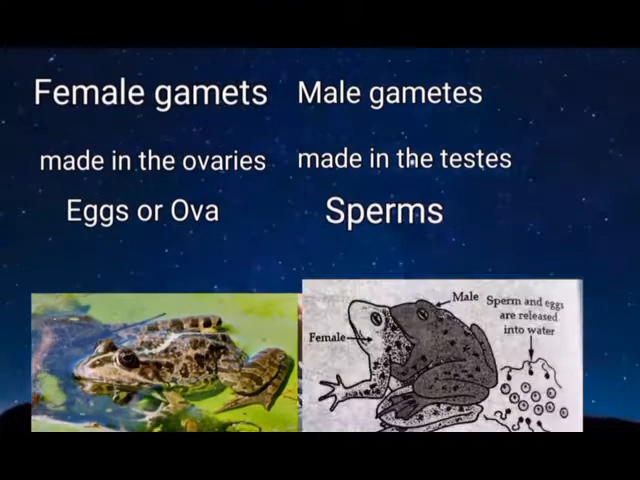 Female gamets
Male gametes
made in the ovaries
made in the testes
Eggs or Ova
Sperms
Male
Sperm and eggs
are released
into water
Female